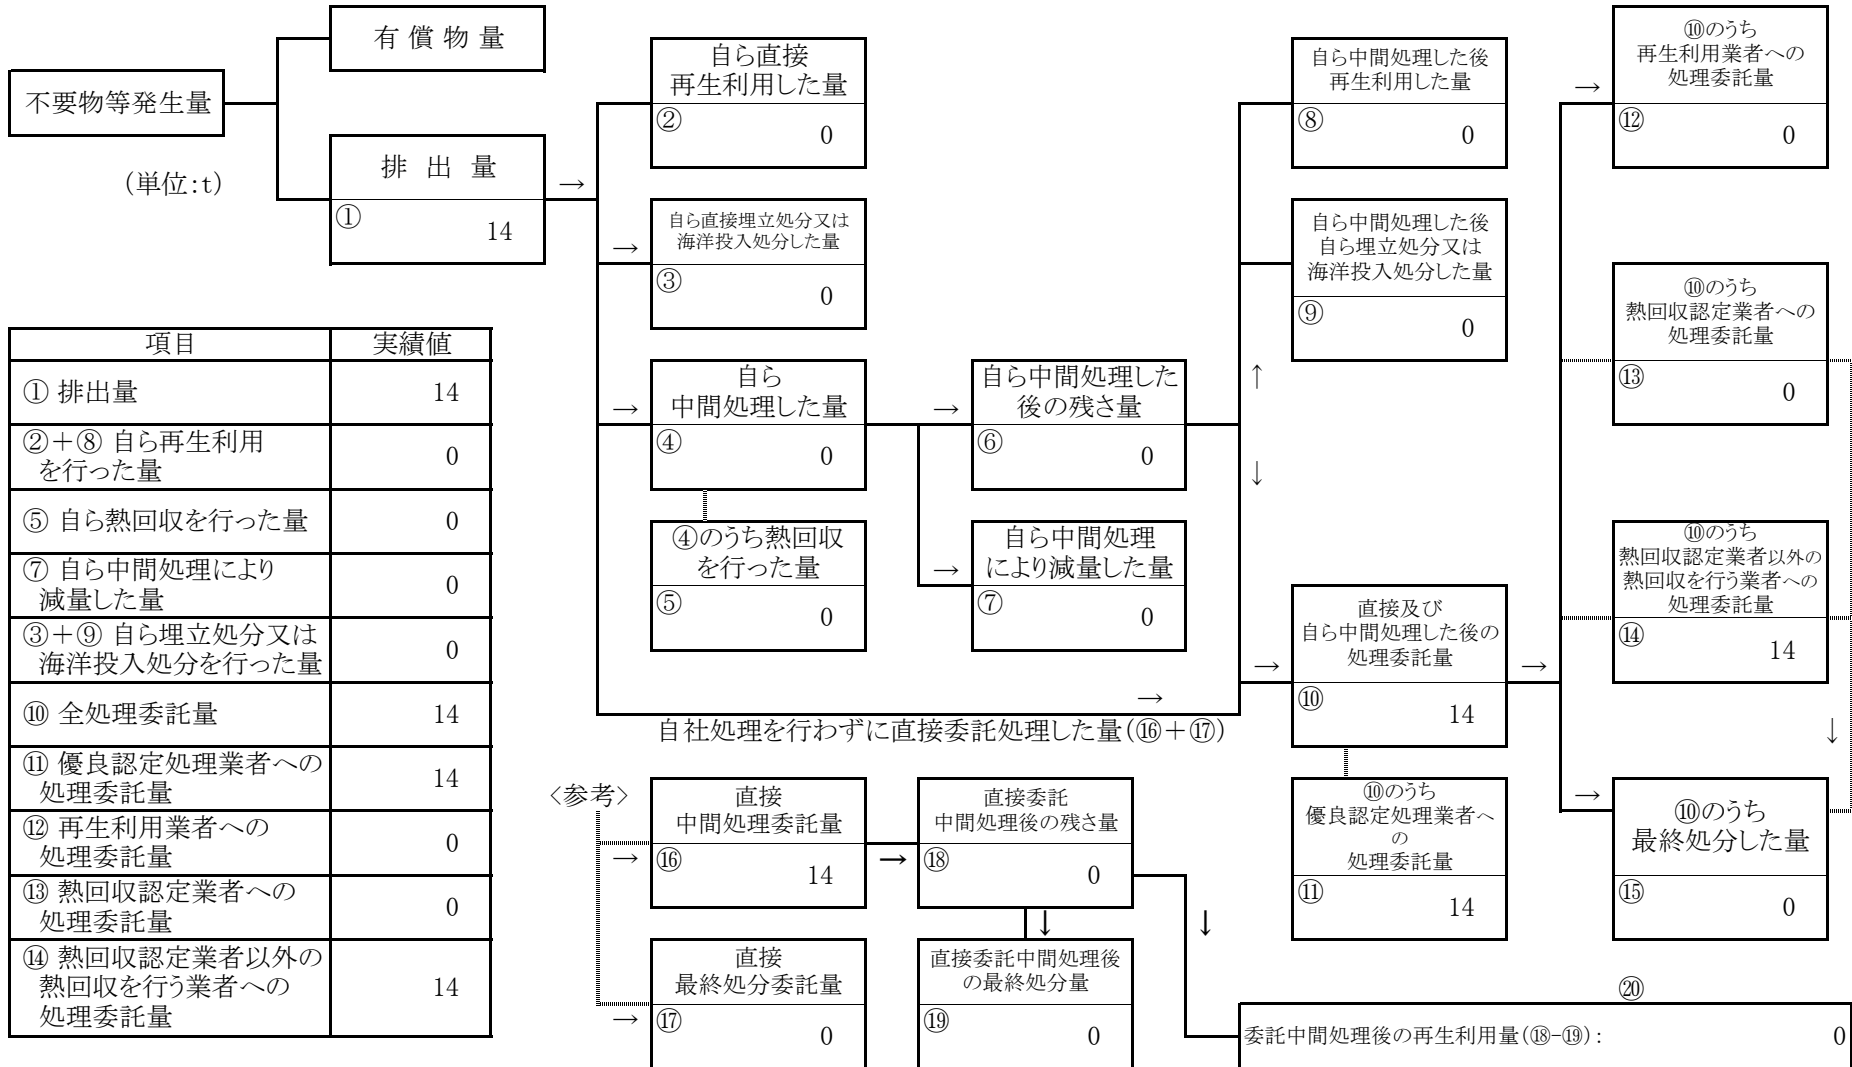 不要物等発生量
有 償 物 量
排 出 量
① 14
(単位:t)
自ら直接
再生利用した量
② 0
自ら直接埋立処分又は
海洋投入処分した量
③ 0
自ら
中間処理した量
④ 0
④のうち熱回収
を行った量
⑤ 0
自ら中間処理した
後の残さ量
⑥ 0
自ら中間処理
により減量した量
⑦ 0
自ら中間処理した後
再生利用した量
⑧ 0
自ら中間処理した後
自ら埋立処分又は
海洋投入処分した量
⑨ 0
直接及び
自ら中間処理した後の
処理委託量
⑩ 14
⑩のうち
優良認定処理業者へ
の
処理委託量
⑪ 14
⑩のうち
再生利用業者への
処理委託量
⑫ 0
⑩のうち
熱回収認定業者への
処理委託量
⑬ 0
⑩のうち
熱回収認定業者以外の
熱回収を行う業者への
処理委託量
⑭ 14
⑩のうち
最終処分した量
⑮ 0
自社処理を行わずに直接委託処理した量(⑯+⑰)
<参考>
直接
中間処理委託量
⑯ 14
直接
最終処分委託量
⑰ 0
直接委託
中間処理後の残さ量
⑱ 0
直接委託中間処理後
の最終処分量
⑲ 0
⑳
委託中間処理後の再生利用量(⑱-⑲): 0
項目 実績値
① 排出量 14
②+⑧ 自ら再生利用
を行った量 0
⑤ 自ら熱回収を行った量 0
⑦ 自ら中間処理により
減量した量 0
③+⑨ 自ら埋立処分又は
海洋投入処分を行った量 0
⑩ 全処理委託量 14
⑪ 優良認定処理業者への
処理委託量 14
⑫ 再生利用業者への
処理委託量 0
⑬ 熱回収認定業者への
処理委託量 0
⑭ 熱回収認定業者以外の
熱回収を行う業者への
処理委託量 14